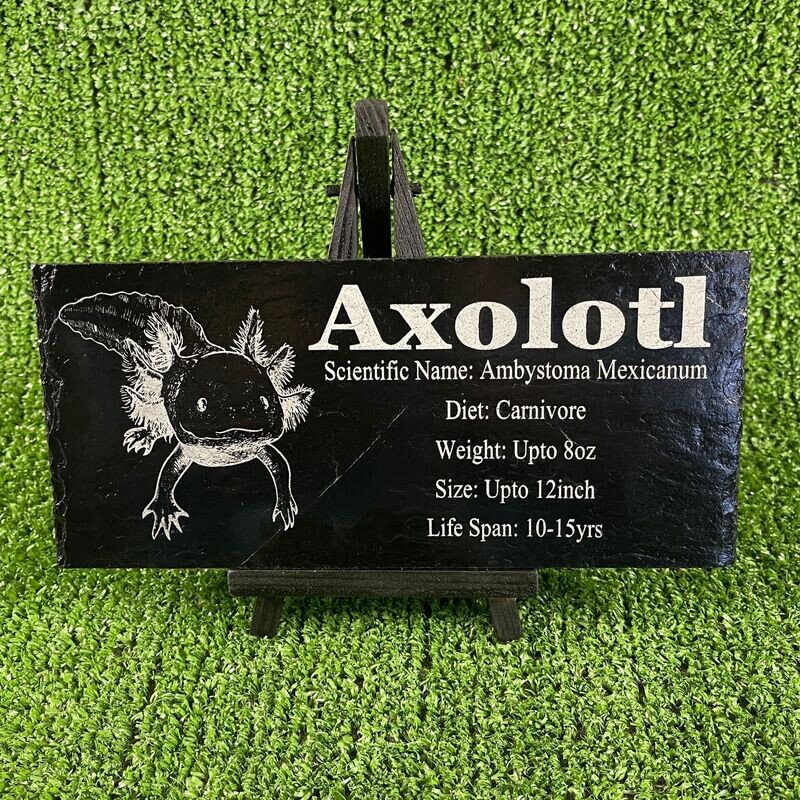 Axolotl
Scientific Name: Ambystoma Mexicanum
Diet: Carnivore
Weight: Upto 8oz
Size: Upto 12inch
Life Span: 10-15yrs